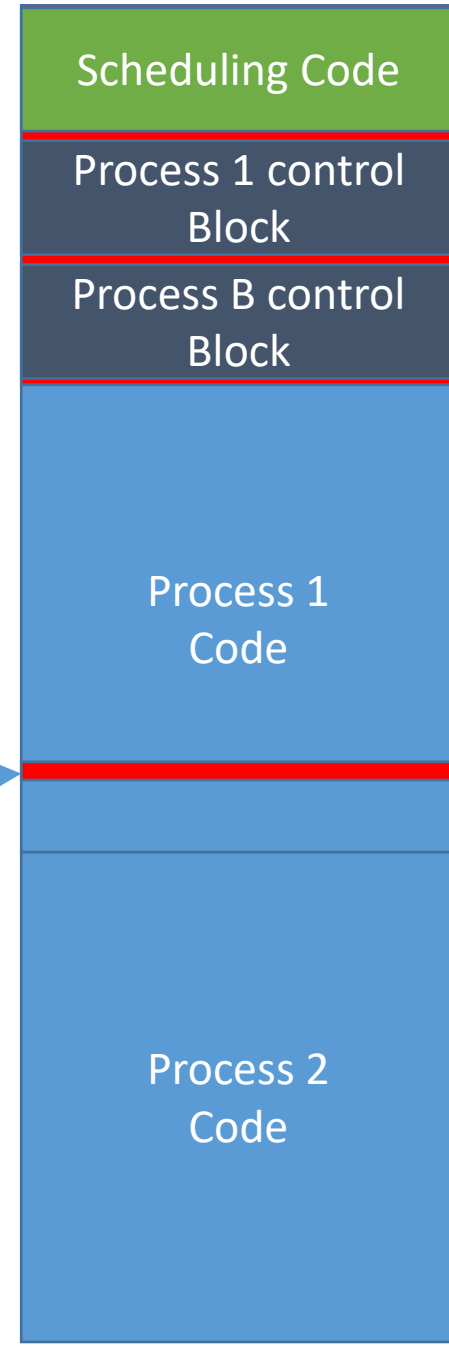 Scheduling Code
Process 1 control
Block
Process B control
Block
Process 1
Code
Process 2
Code